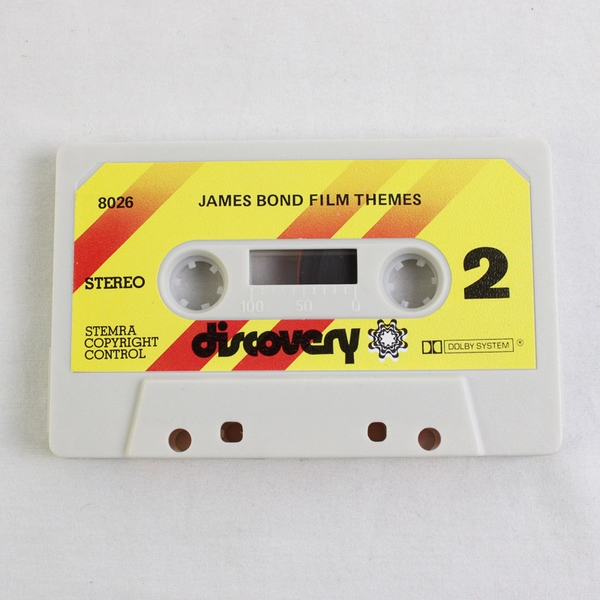 8026
JAMES BOND FILM THEMES
STEREO
2
100 50 0
STEMRA
COPYRIGHT
CONTROL
discovery
DOLBY SYSTEM ®